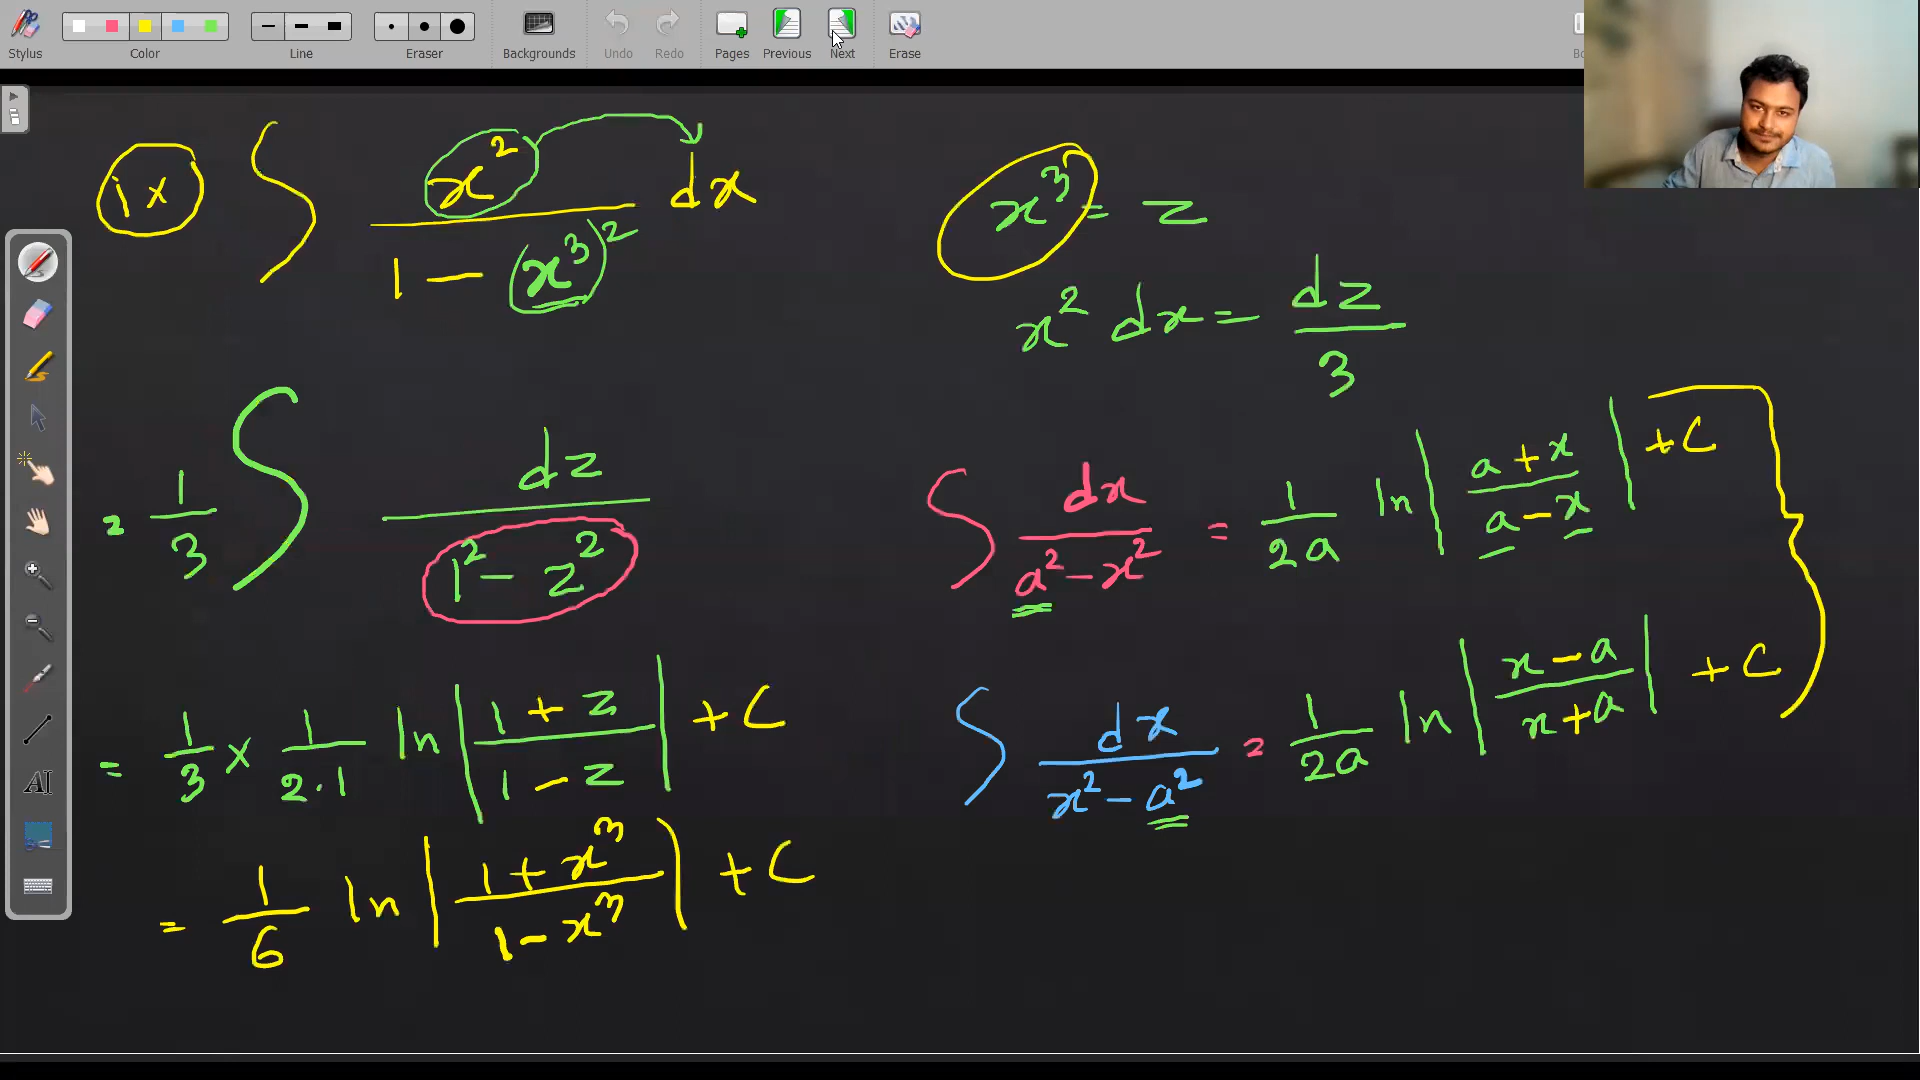 Stylus Color Line Eraser Backgrounds Undo Redo Pages Previous Next Erase
ix ∫ x² / (1 − (x³)²) dx
x³ = z
x² dx = dz / 3
= 1/3 ∫ dz / (1² − z²)
∫ dx / (a² − x²) = 1/2a ln |(a + x) / (a − x)| + C
= 1/3 × 1/2·1 ln |(1 + z) / (1 − z)| + C
∫ dx / (x² − a²) = 1/2a ln |(x − a) / (x + a)| + C
= 1/6 ln |(1 + x³) / (1 − x³)| + C
AI